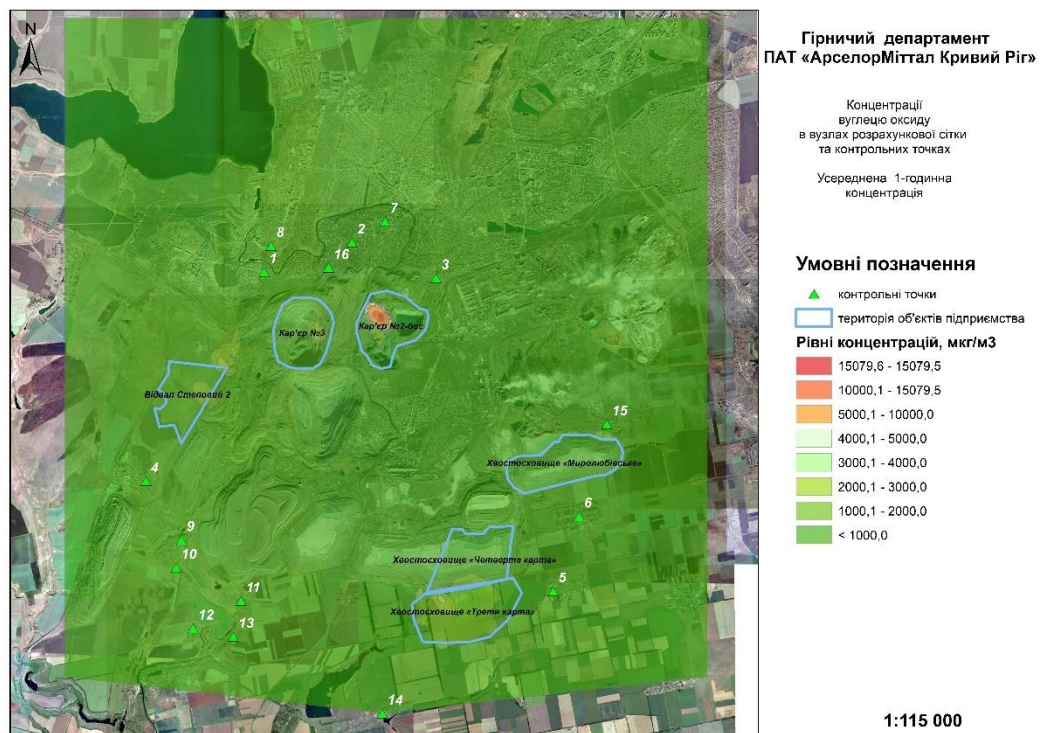 N
Гірничий департамент
ПАТ «АрселорМіттал Кривий Ріг»
Концентрації
вуглецю оксиду
в вузлах розрахункової сітки
та контрольних точках
Усереднена 1-годинна
концентрація
Умовні позначення
контрольні точки
територія об'єктів підприємства
Рівні концентрацій, мкг/м3
15079,6 - 15079,5
10000,1 - 15079,5
5000,1 - 10000,0
4000,1 - 5000,0
3000,1 - 4000,0
2000,1 - 3000,0
1000,1 - 2000,0
< 1000,0
1:115 000
7
2
8
16
1
3
Кар'єр №3
Кар'єр №2-біс
Відвал Степовий 2
15
Хвостосховище «Миролюбівське»
4
6
9
Хвостосховище «Четверта карта»
10
5
11
Хвостосховище «Третя карта»
12
13
14